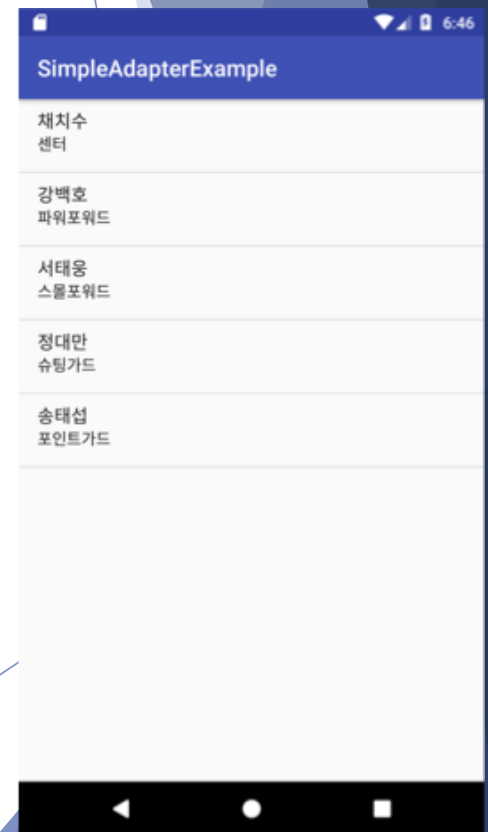 6:46
SimpleAdapterExample
채치수
센터
강백호
파워포워드
서태웅
스몰포워드
정대만
슈팅가드
송태섭
포인트가드